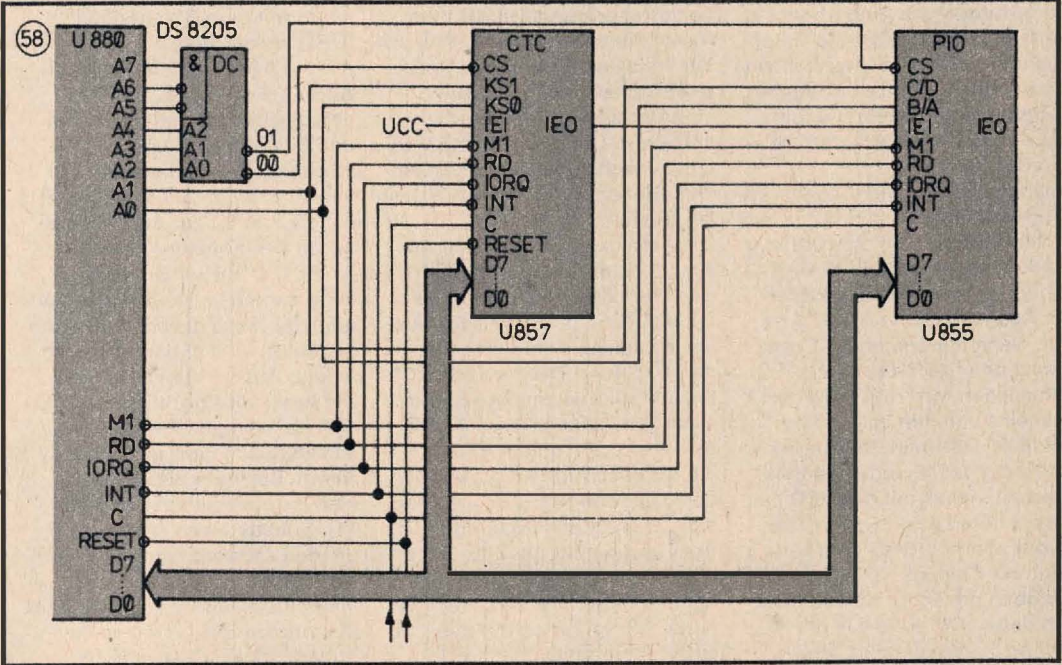 58
U 880
A7
A6
A5
A4
A3
A2
A1
A0
M1
RD
IORQ
INT
C
RESET
D7
D0
DS 8205
& DC
A2
A1
A0
01
00
CTC
CS
KS1
KS0
UCC IEI IEO
M1
RD
IORQ
INT
C
RESET
D7
D0
U857
PIO
CS
C/D
B/A
IEI IEO
M1
RD
IORQ
INT
C
D7
D0
U855